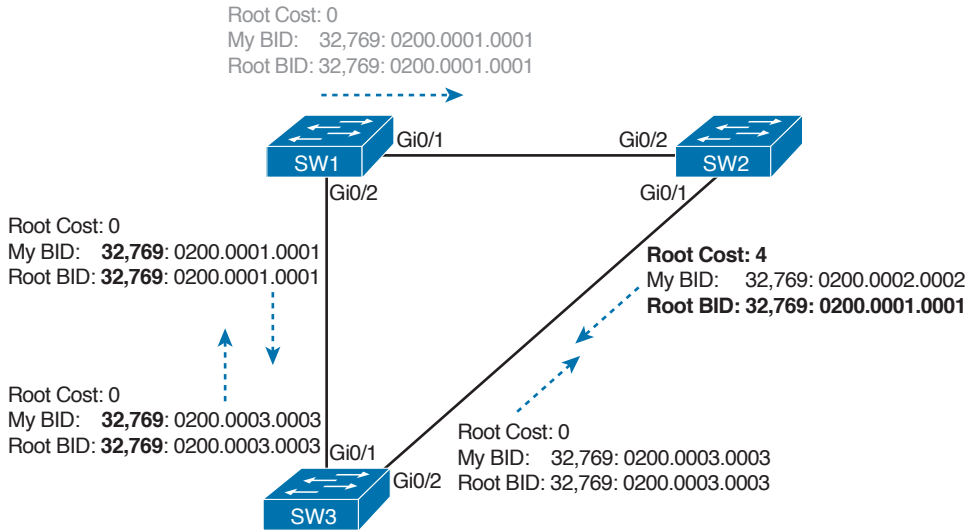 Root Cost: 0
My BID: 32,769: 0200.0001.0001
Root BID: 32,769: 0200.0001.0001
Gi0/1
Gi0/2
SW1
SW2
Gi0/2
Gi0/1
Root Cost: 0
My BID: 32,769: 0200.0001.0001
Root BID: 32,769: 0200.0001.0001
Root Cost: 4
My BID: 32,769: 0200.0002.0002
Root BID: 32,769: 0200.0001.0001
Root Cost: 0
My BID: 32,769: 0200.0003.0003
Root BID: 32,769: 0200.0003.0003
Root Cost: 0
My BID: 32,769: 0200.0003.0003
Root BID: 32,769: 0200.0003.0003
Gi0/1
Gi0/2
SW3